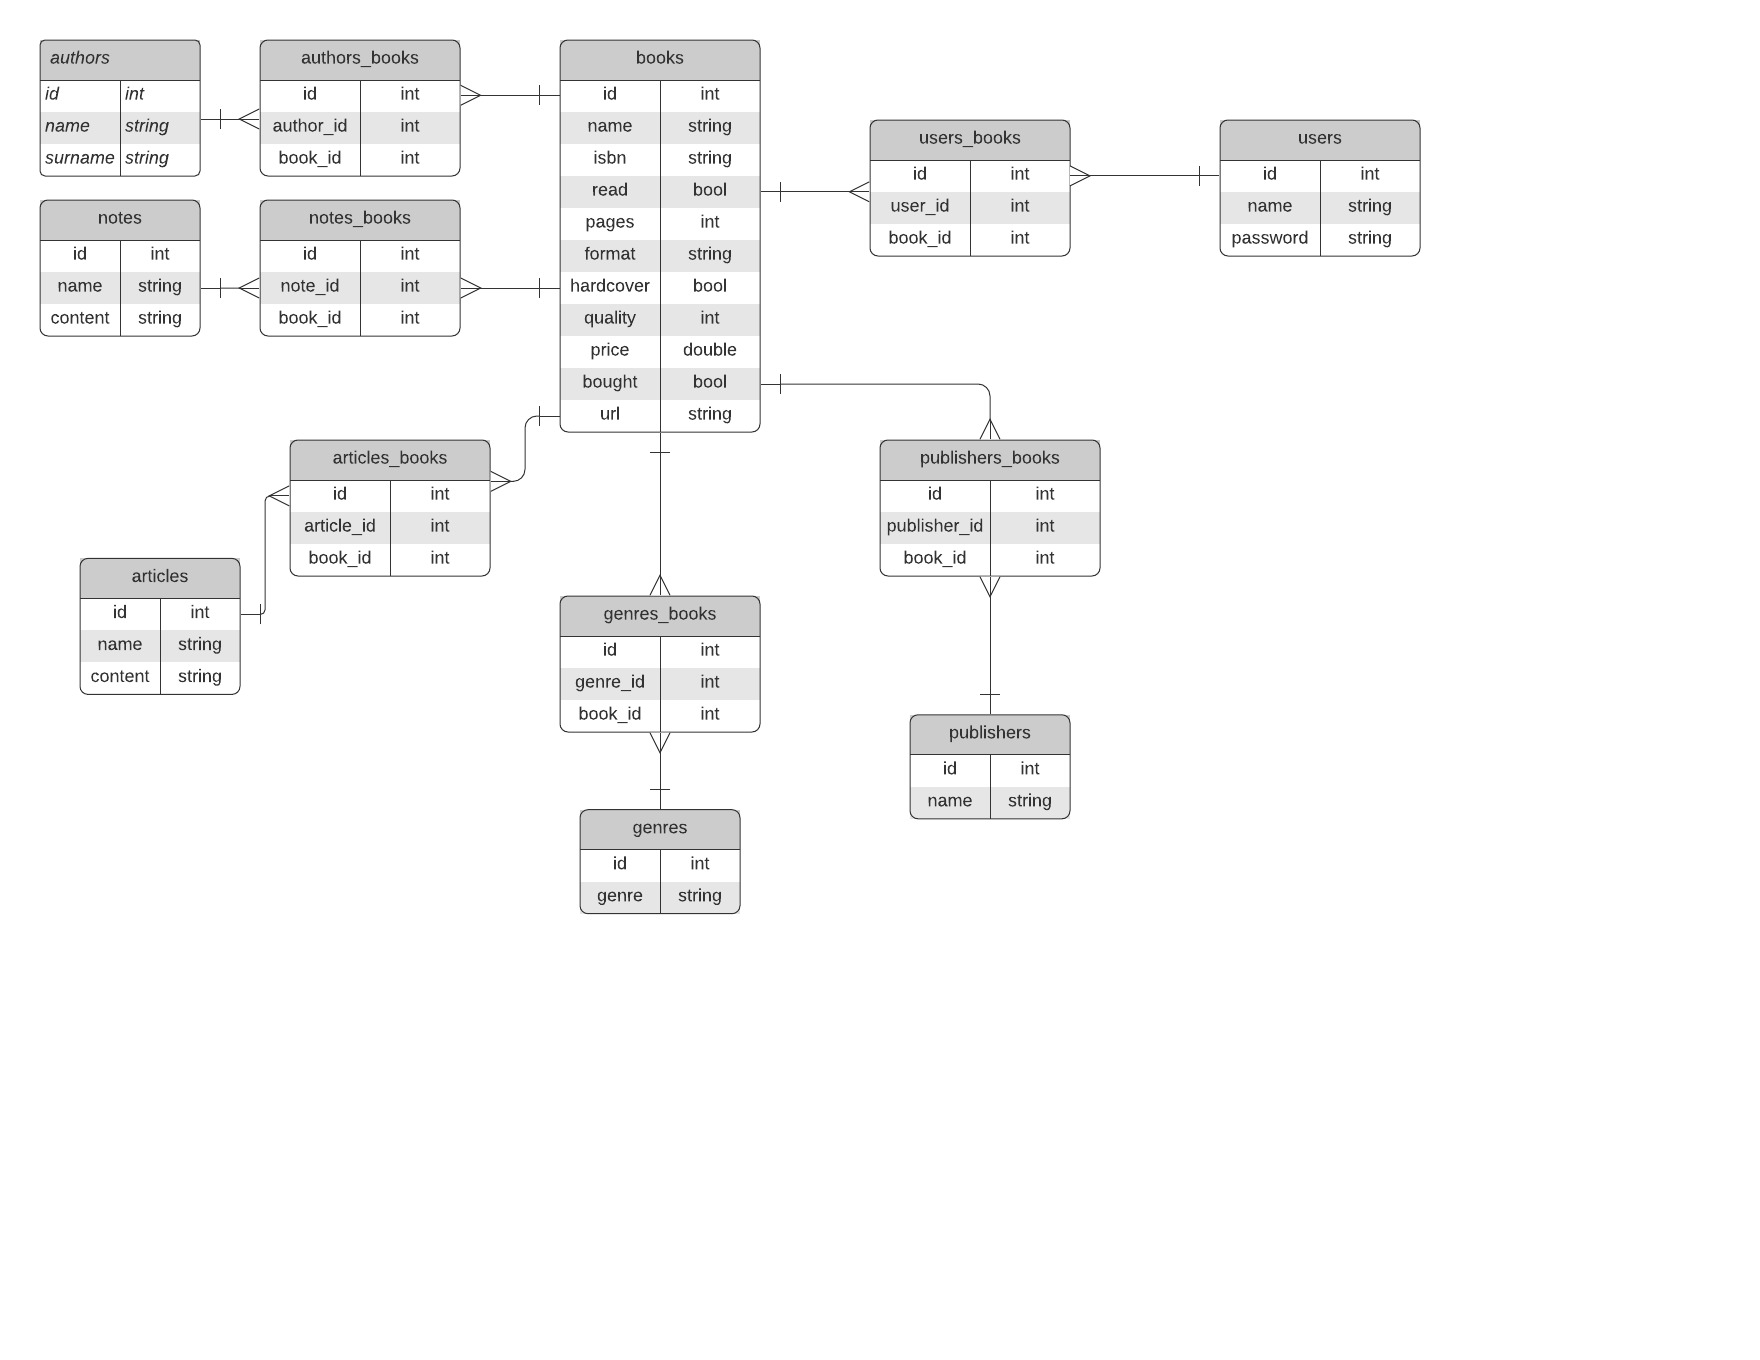 authors
id int
name string
surname string
authors_books
id int
author_id int
book_id int
books
id int
name string
isbn string
read bool
pages int
format string
hardcover bool
quality int
price double
bought bool
url string
users_books
id int
user_id int
book_id int
users
id int
name string
password string
notes
id int
name string
content string
notes_books
id int
note_id int
book_id int
articles_books
id int
article_id int
book_id int
publishers_books
id int
publisher_id int
book_id int
articles
id int
name string
content string
genres_books
id int
genre_id int
book_id int
publishers
id int
name string
genres
id int
genre string